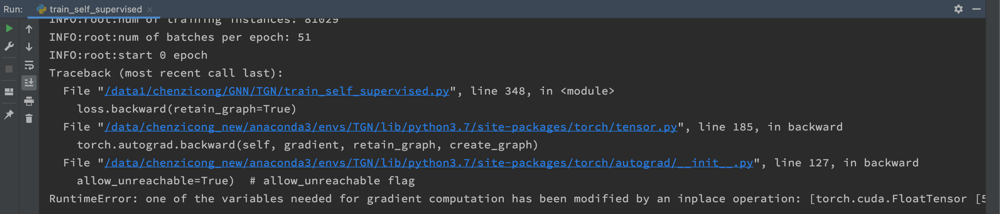 Run: train_self_supervised
INFO:root:num of training instances: 81029
INFO:root:num of batches per epoch: 51
INFO:root:start 0 epoch
Traceback (most recent call last):
File "/data1/chenzicong/GNN/TGN/train_self_supervised.py", line 348, in <module>
loss.backward(retain_graph=True)
File "/data/chenzicong_new/anaconda3/envs/TGN/lib/python3.7/site-packages/torch/tensor.py", line 185, in backward
torch.autograd.backward(self, gradient, retain_graph, create_graph)
File "/data/chenzicong_new/anaconda3/envs/TGN/lib/python3.7/site-packages/torch/autograd/__init__.py", line 127, in backward
allow_unreachable=True)  # allow_unreachable flag
RuntimeError: one of the variables needed for gradient computation has been modified by an inplace operation: [torch.cuda.FloatTensor [5